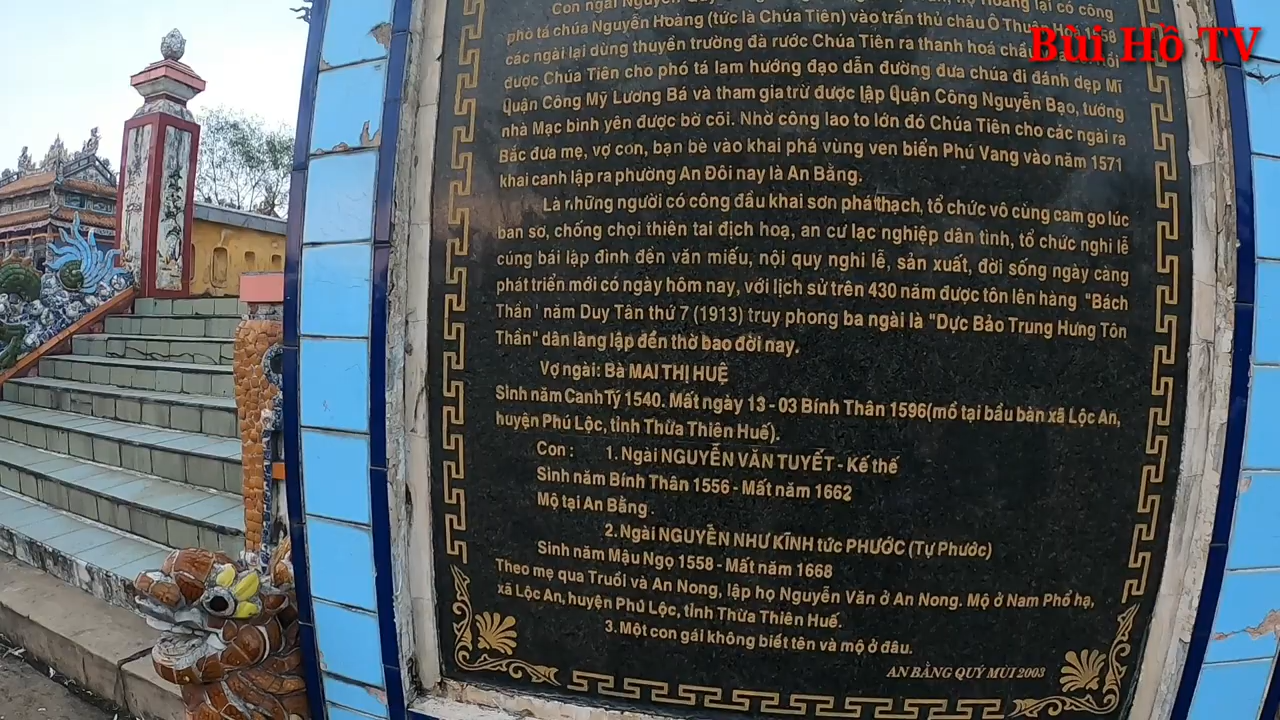 Con ngài Nguyễn Quý họ Hoàng lại có công
phò tá chúa Nguyễn Hoàng (tức là Chúa Tiên) vào trấn thủ châu Ô Thuận Hoá 1558
các ngài lại dùng thuyền trường đà rước Chúa Tiên ra thanh hoá chầu
được Chúa Tiên cho phó tá lam hướng đạo dẫn đường đưa chúa đi đánh dẹp Mĩ
Quận Công Mỹ Lương Bá và tham gia trừ được lập Quận Công Nguyễn Bạo, tướng
nhà Mạc bình yên được bờ cõi. Nhờ công lao to lớn đó Chúa Tiên cho các ngài ra
Bắc đưa mẹ, vợ con, bạn bè vào khai phá vùng ven biển Phú Vang vào năm 1571
khai canh lập ra phường An Đôi nay là An Bằng.
Là những người có công đầu khai sơn phá thạch, tổ chức vô cùng cam go lúc
ban sơ, chống chọi thiên tai địch hoạ, an cư lạc nghiệp dân tình, tổ chức nghi lễ
cúng bái lập đình đền văn miếu, nội quy nghi lễ, sản xuất, đời sống ngày càng
phát triển mới có ngày hôm nay, với lịch sử trên 430 năm được tôn lên hàng "Bách
Thần' năm Duy Tân thứ 7 (1913) truy phong ba ngài là "Dực Bảo Trung Hưng Tôn
Thần" dân làng lập đền thờ bao đời nay.
Vợ ngài: Bà MAI THỊ HUỆ
Sinh năm Canh Tý 1540. Mất ngày 13 - 03 Bính Thân 1596(mổ tại bầu bàn xã Lộc An,
huyện Phú Lộc, tỉnh Thừa Thiên Huế).
Con : 1. Ngài NGUYỄN VĂN TUYẾT - Kế thế
Sinh năm Bính Thân 1556 - Mất năm 1662
Mộ tại An Bằng.
2. Ngài NGUYỄN NHƯ KĨNH tức PHƯỚC (Tự Phước)
Sinh năm Mậu Ngọ 1558 - Mất năm 1668
Theo mẹ qua Truồi và An Nong, lập họ Nguyễn Văn ở An Nong. Mộ ở Nam Phổ hạ,
xã Lộc An, huyện Phú Lộc, tỉnh Thừa Thiên Huế.
3. Một con gái không biết tên và mộ ở đâu.
AN BẰNG QUÝ MÙI 2003
Bùi Hồ TV